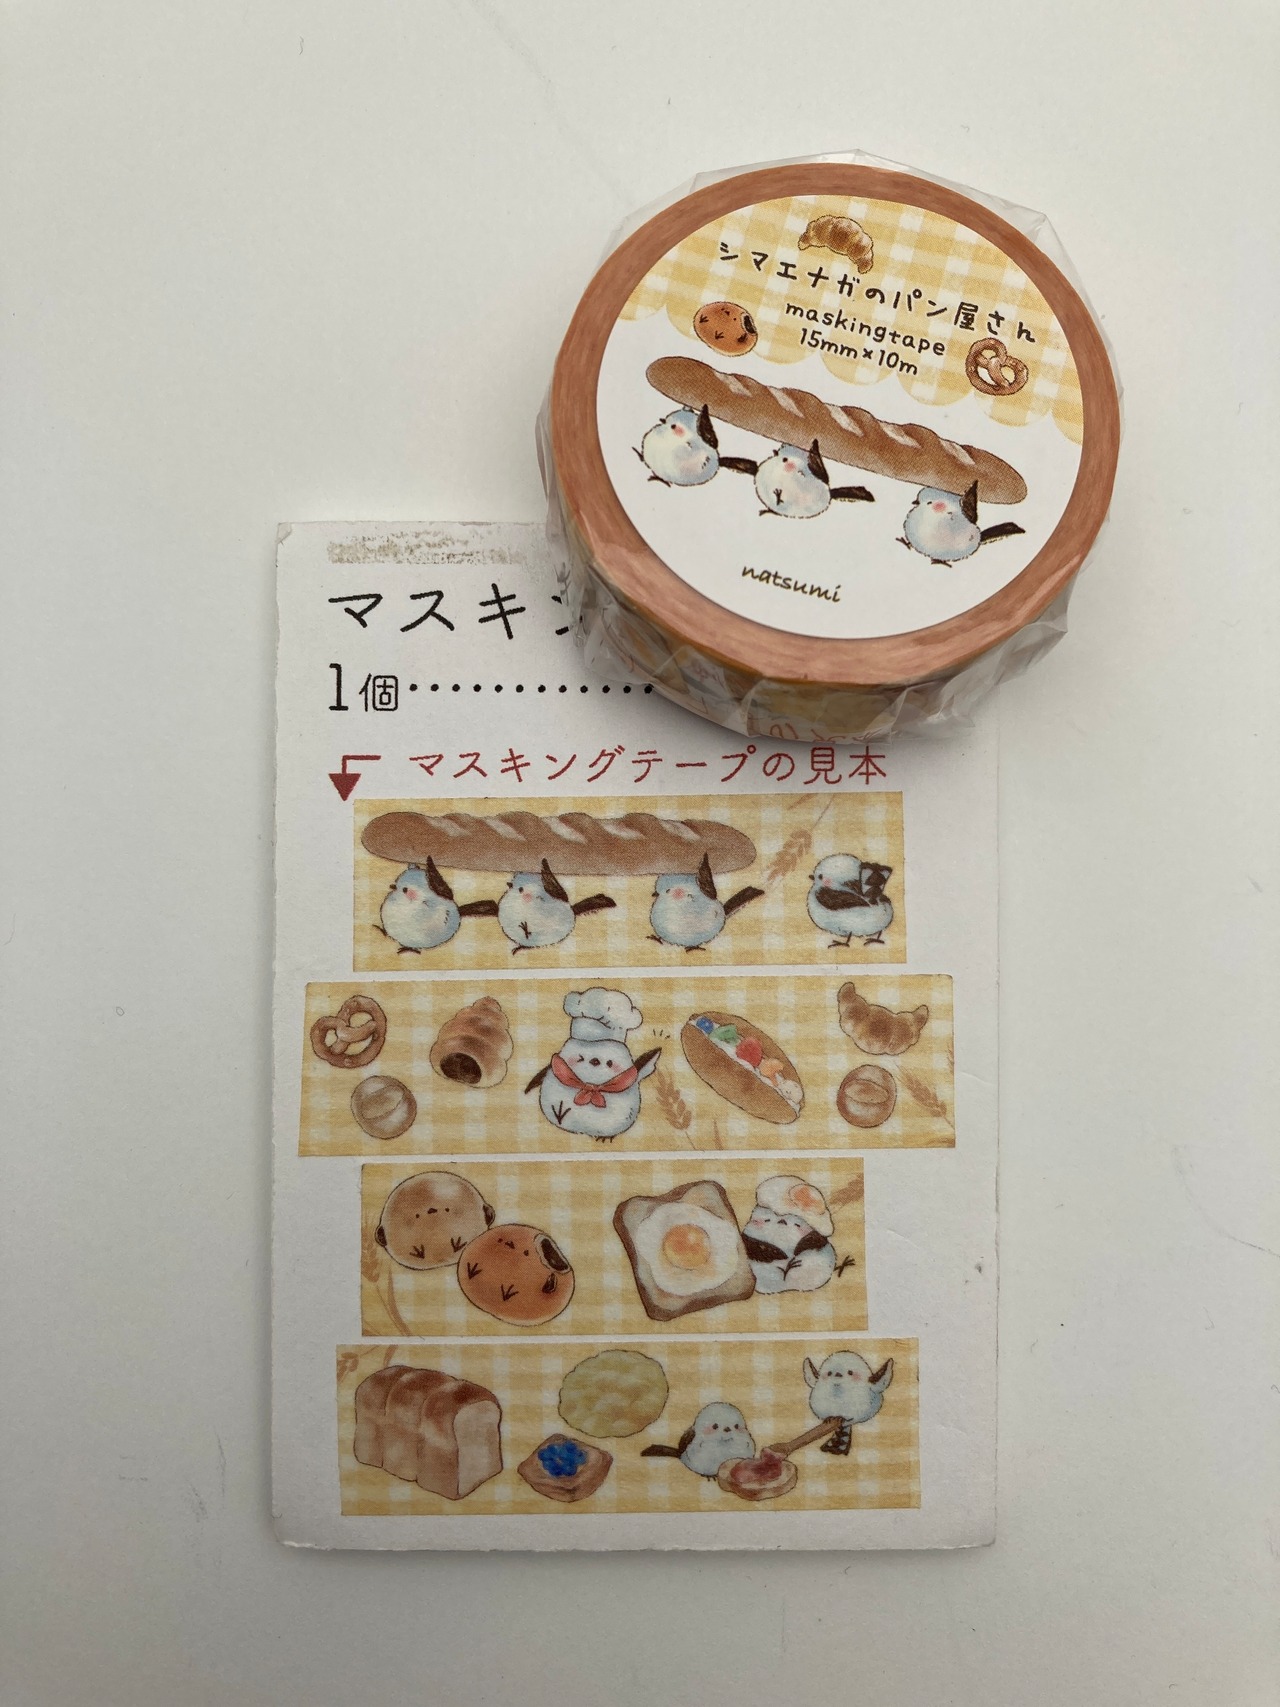 シマエナガのパン屋さん
maskingtape
15mm×10m
natsumi
マスキン
1個・・・・・・・・・・・・
マスキングテープの見本